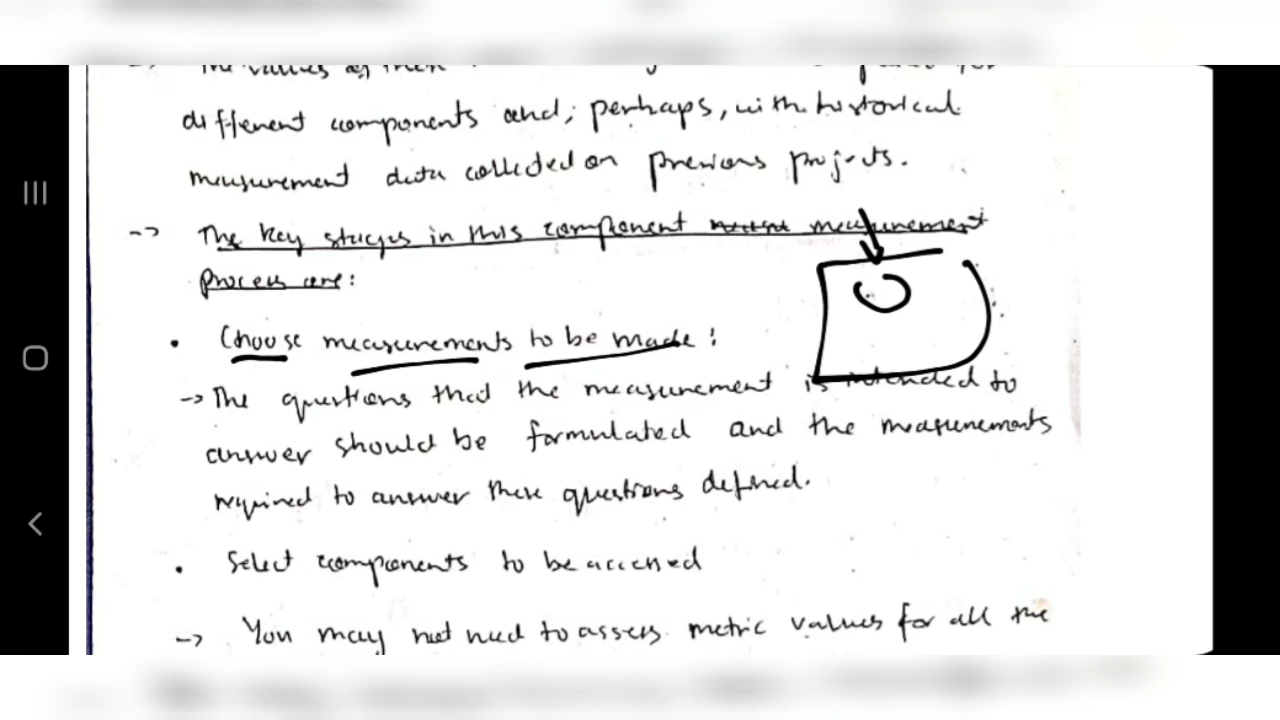 The values of
different components and, perhaps, with historical
measurement data collected on previous projects.
-> The key stages in this component measurement
process are:
• Choose measurements to be made:
-> The questions that the measurement is intended to
answer should be formulated and the measurements
required to answer these questions defined.
• Select components to be accessed
-> You may not need to assess metric values for all the